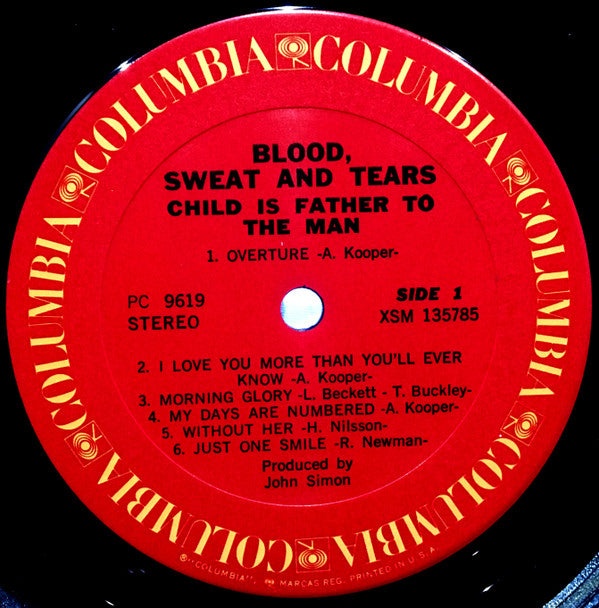 COLUMBIA COLUMBIA COLUMBIA COLUMBIA COLUMBIA COLUMBIA
BLOOD,
SWEAT AND TEARS
CHILD IS FATHER TO
THE MAN
1. OVERTURE -A. Kooper-
PC 9619
STEREO
SIDE 1
XSM 135785
2. I LOVE YOU MORE THAN YOU'LL EVER
KNOW -A. Kooper-
3. MORNING GLORY -L. Beckett - T. Buckley-
4. MY DAYS ARE NUMBERED -A. Kooper-
5. WITHOUT HER -H. Nilsson-
6. JUST ONE SMILE -R. Newman-
Produced by
John Simon
® "COLUMBIA", MARCAS REG. PRINTED IN U.S.A.